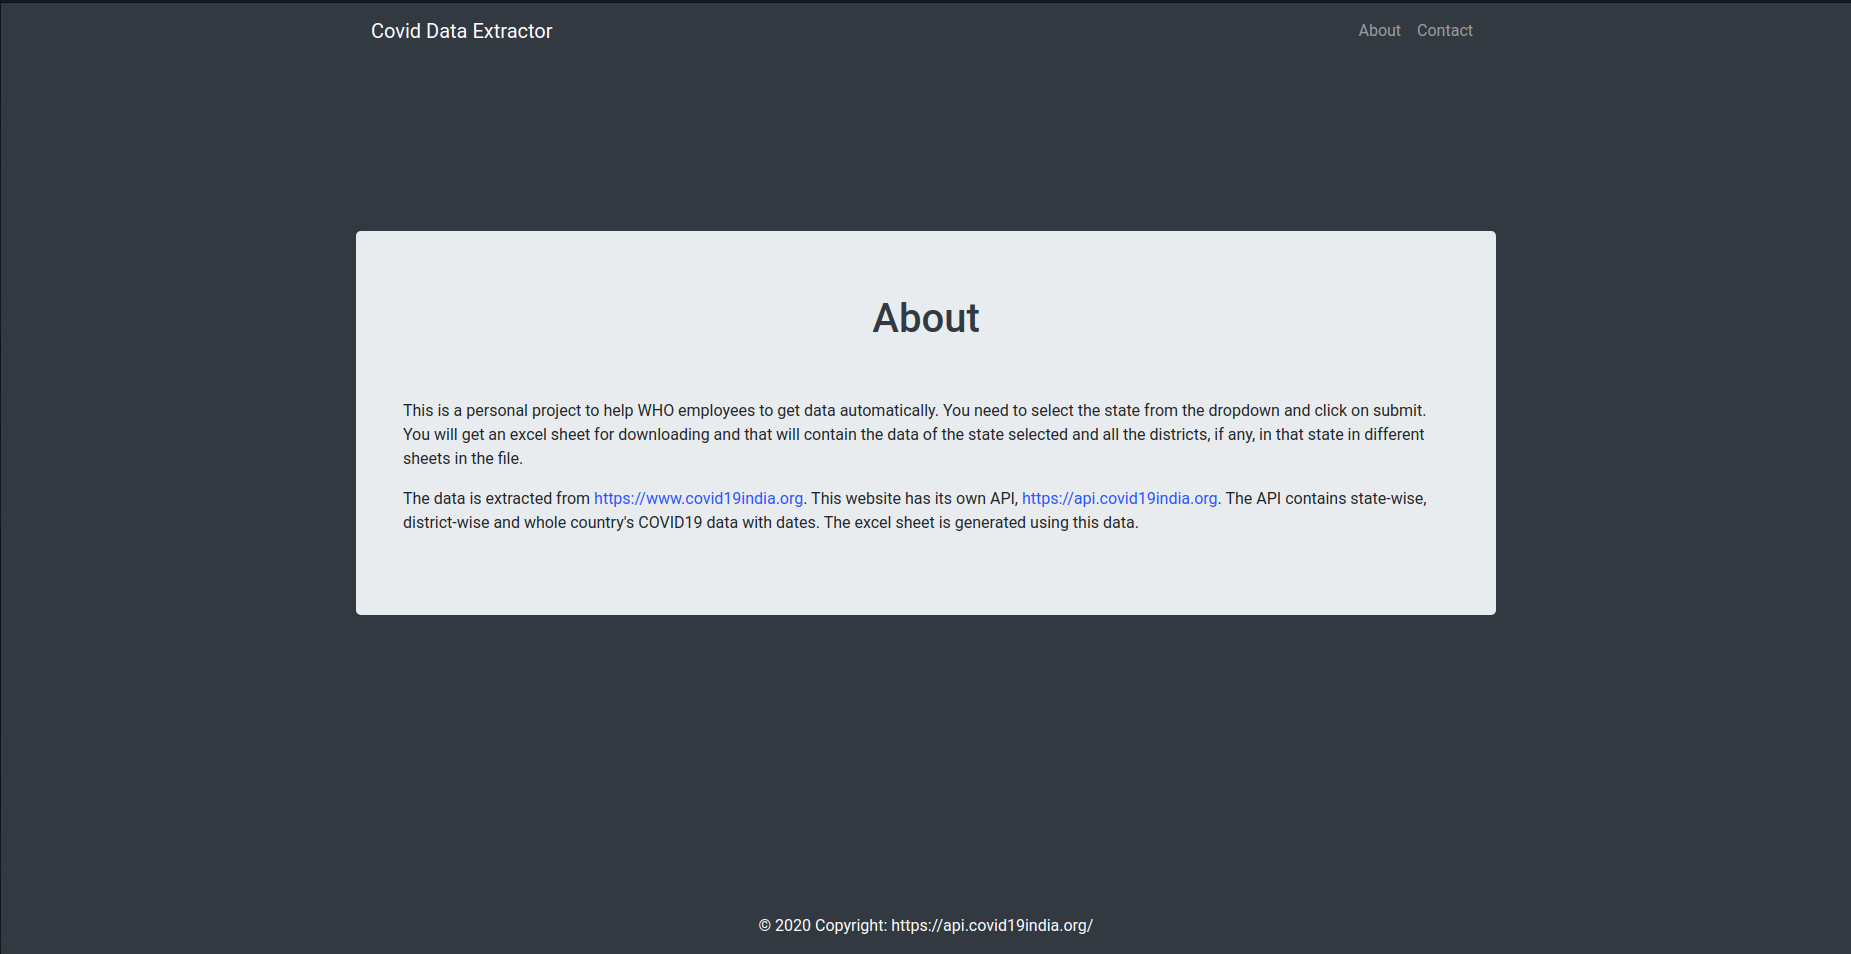 Covid Data Extractor
About Contact
About
This is a personal project to help WHO employees to get data automatically. You need to select the state from the dropdown and click on submit.
You will get an excel sheet for downloading and that will contain the data of the state selected and all the districts, if any, in that state in different
sheets in the file.
The data is extracted from https://www.covid19india.org. This website has its own API, https://api.covid19india.org. The API contains state-wise,
district-wise and whole country's COVID19 data with dates. The excel sheet is generated using this data.
© 2020 Copyright: https://api.covid19india.org/